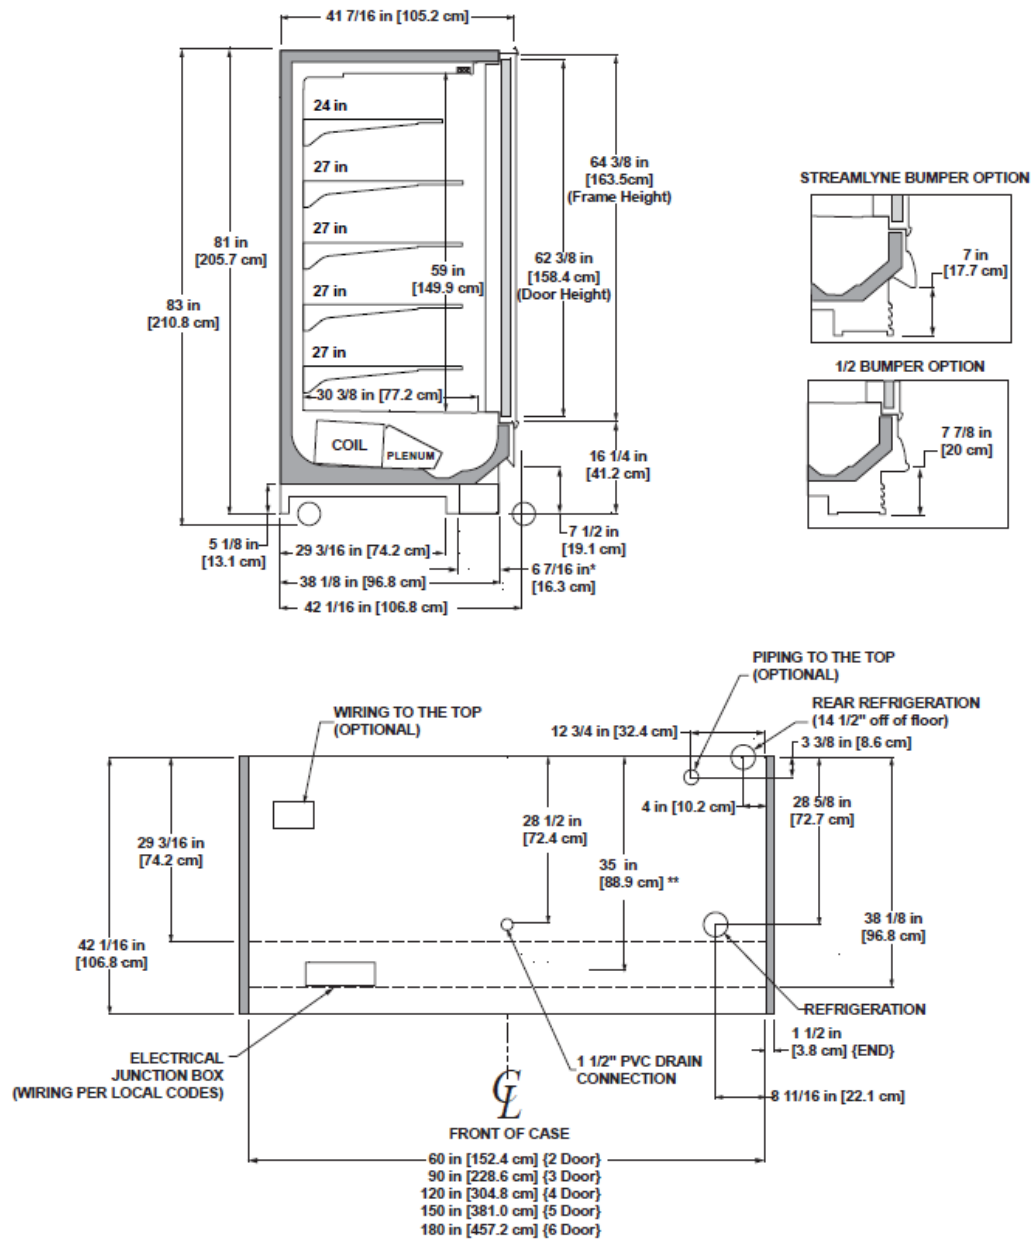 41 7/16 in [105.2 cm]
24 in
27 in
27 in
27 in
27 in
81 in
[205.7 cm]
83 in
[210.8 cm]
59 in
[149.9 cm]
64 3/8 in
[163.5cm]
(Frame Height)
62 3/8 in
[158.4 cm]
(Door Height)
30 3/8 in [77.2 cm]
COIL
PLENUM
16 1/4 in
[41.2 cm]
5 1/8 in
[13.1 cm]
29 3/16 in [74.2 cm]
7 1/2 in
[19.1 cm]
38 1/8 in [96.8 cm]
6 7/16 in*
[16.3 cm]
42 1/16 in [106.8 cm]
STREAMLYNE BUMPER OPTION
7 in
[17.7 cm]
1/2 BUMPER OPTION
7 7/8 in
[20 cm]
PIPING TO THE TOP
(OPTIONAL)
REAR REFRIGERATION
(14 1/2" off of floor)
WIRING TO THE TOP
(OPTIONAL)
12 3/4 in [32.4 cm]
3 3/8 in [8.6 cm]
4 in [10.2 cm]
28 5/8 in
[72.7 cm]
28 1/2 in
[72.4 cm]
29 3/16 in
[74.2 cm]
35 in
[88.9 cm] **
38 1/8 in
[96.8 cm]
42 1/16 in
[106.8 cm]
REFRIGERATION
1 1/2 in
[3.8 cm] {END}
ELECTRICAL
JUNCTION BOX
(WIRING PER LOCAL CODES)
1 1/2" PVC DRAIN
CONNECTION
8 11/16 in [22.1 cm]
CL
FRONT OF CASE
60 in [152.4 cm] {2 Door}
90 in [228.6 cm] {3 Door}
120 in [304.8 cm] {4 Door}
150 in [381.0 cm] {5 Door}
180 in [457.2 cm] {6 Door}